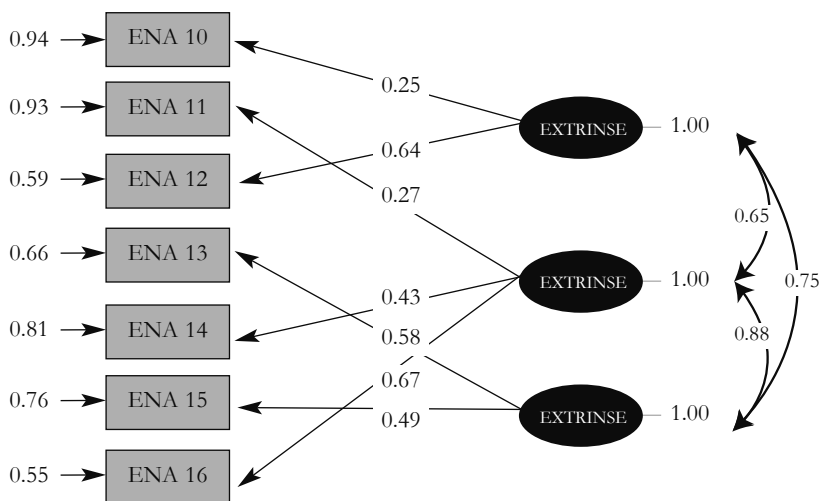 0.94 ENA 10
0.25
0.93 ENA 11
EXTRINSE 1.00
0.64
0.59 ENA 12
0.27
0.65
0.66 ENA 13
EXTRINSE 1.00
0.75
0.43
0.81 ENA 14
0.58
0.88
0.67
0.76 ENA 15
0.49
EXTRINSE 1.00
0.55 ENA 16